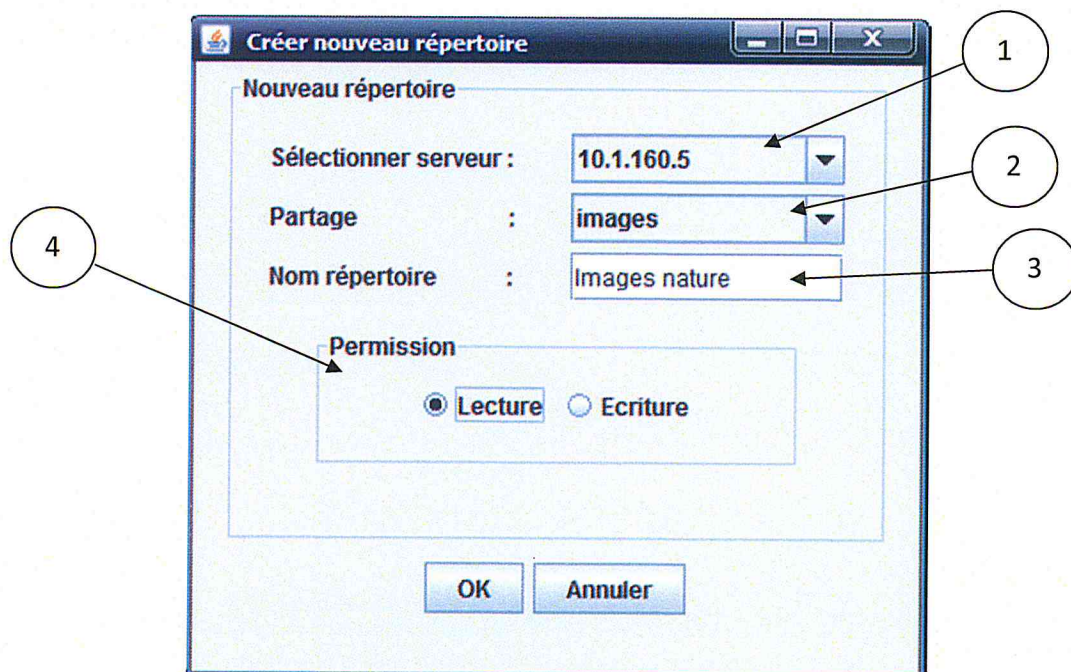 Créer nouveau répertoire
1
Nouveau répertoire
Sélectionner serveur : 10.1.160.5
2
Partage : images
4
Nom répertoire : Images nature
3
Permission
Lecture Ecriture
OK Annuler